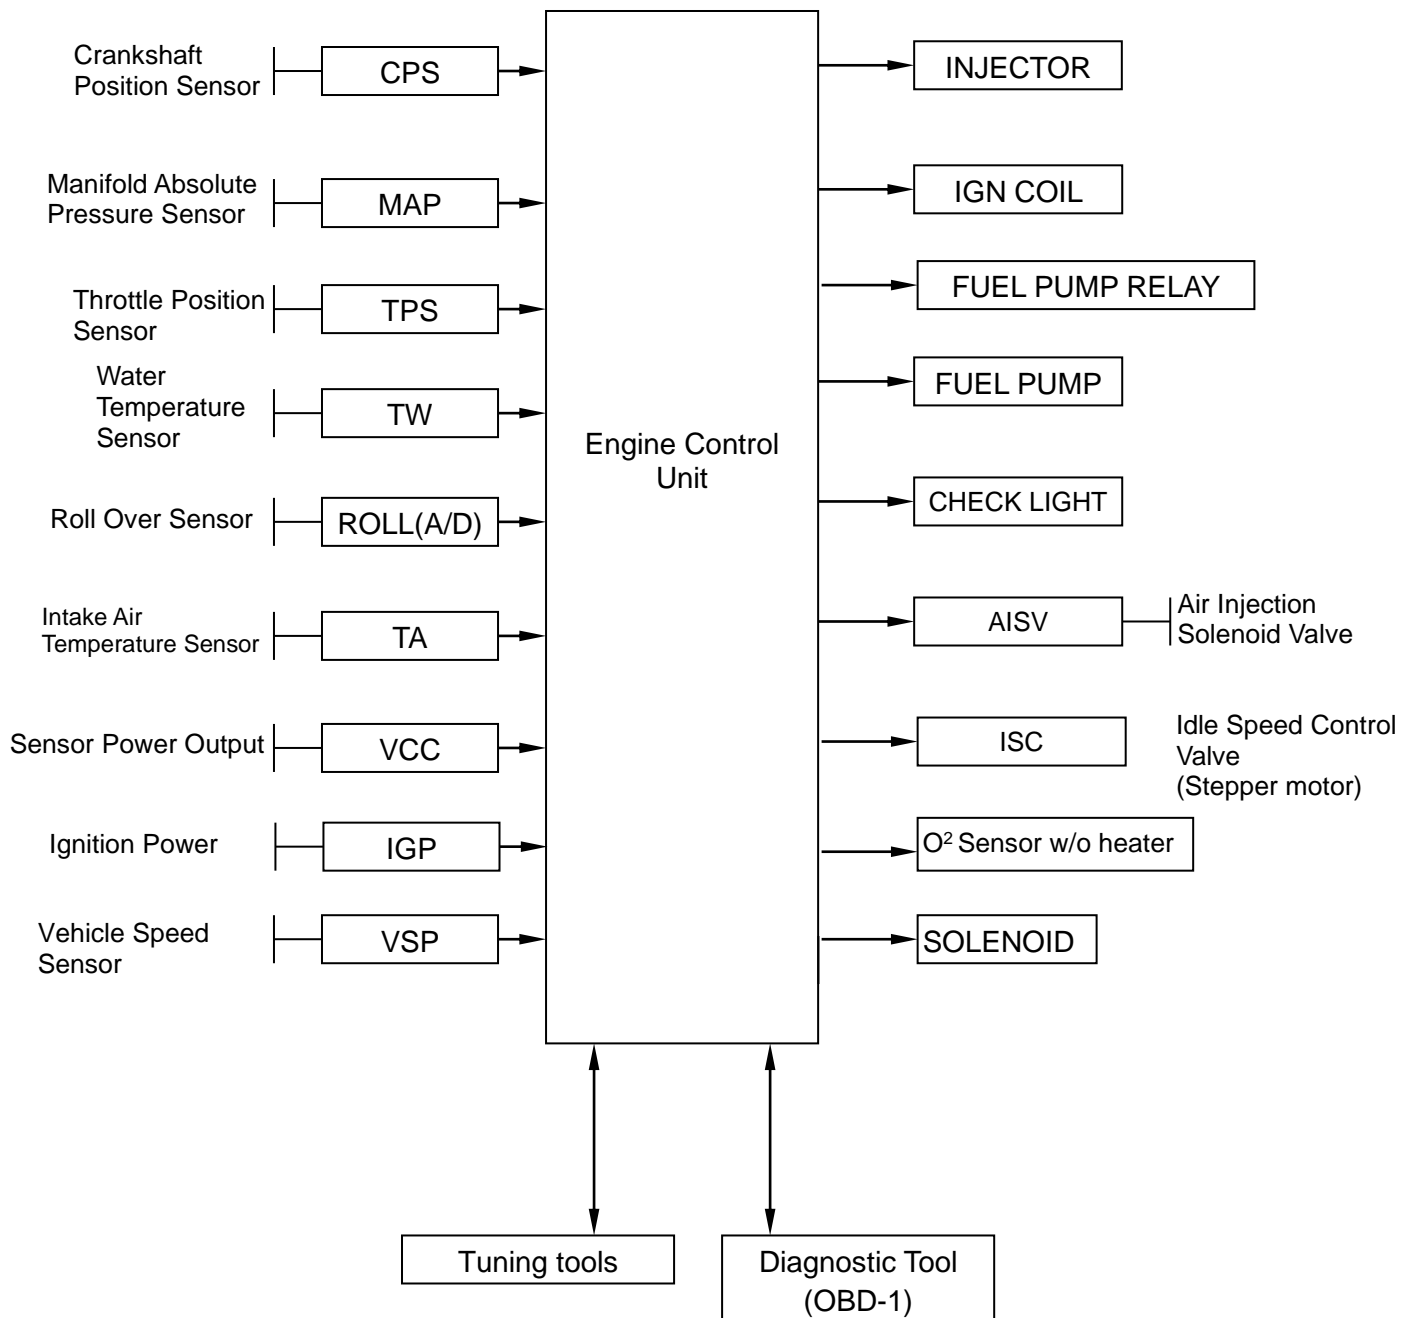 Crankshaft
Position Sensor
CPS
Manifold Absolute
Pressure Sensor
MAP
Throttle Position
Sensor
TPS
Water
Temperature
Sensor
TW
Roll Over Sensor
ROLL(A/D)
Intake Air
Temperature Sensor
TA
Sensor Power Output
VCC
Ignition Power
IGP
Vehicle Speed
Sensor
VSP
Engine Control
Unit
INJECTOR
IGN COIL
FUEL PUMP RELAY
FUEL PUMP
CHECK LIGHT
AISV
Air Injection
Solenoid Valve
ISC
Idle Speed Control
Valve
(Stepper motor)
O² Sensor w/o heater
SOLENOID
Tuning tools
Diagnostic Tool
(OBD-1)